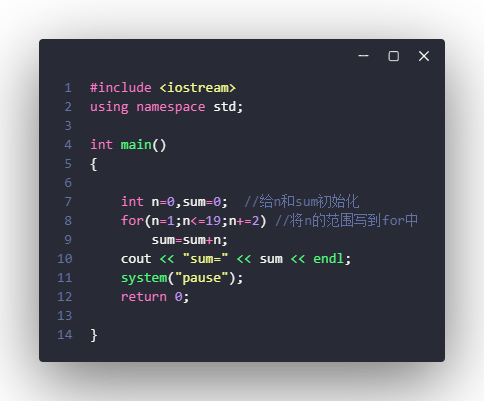 1 #include <iostream>
2 using namespace std;
3
4 int main()
5 {
6
7     int n=0,sum=0;  //给n和sum初始化
8     for(n=1;n<=19;n+=2) //将n的范围写到for中
9         sum=sum+n;
10     cout << "sum=" << sum << endl;
11     system("pause");
12     return 0;
13
14 }